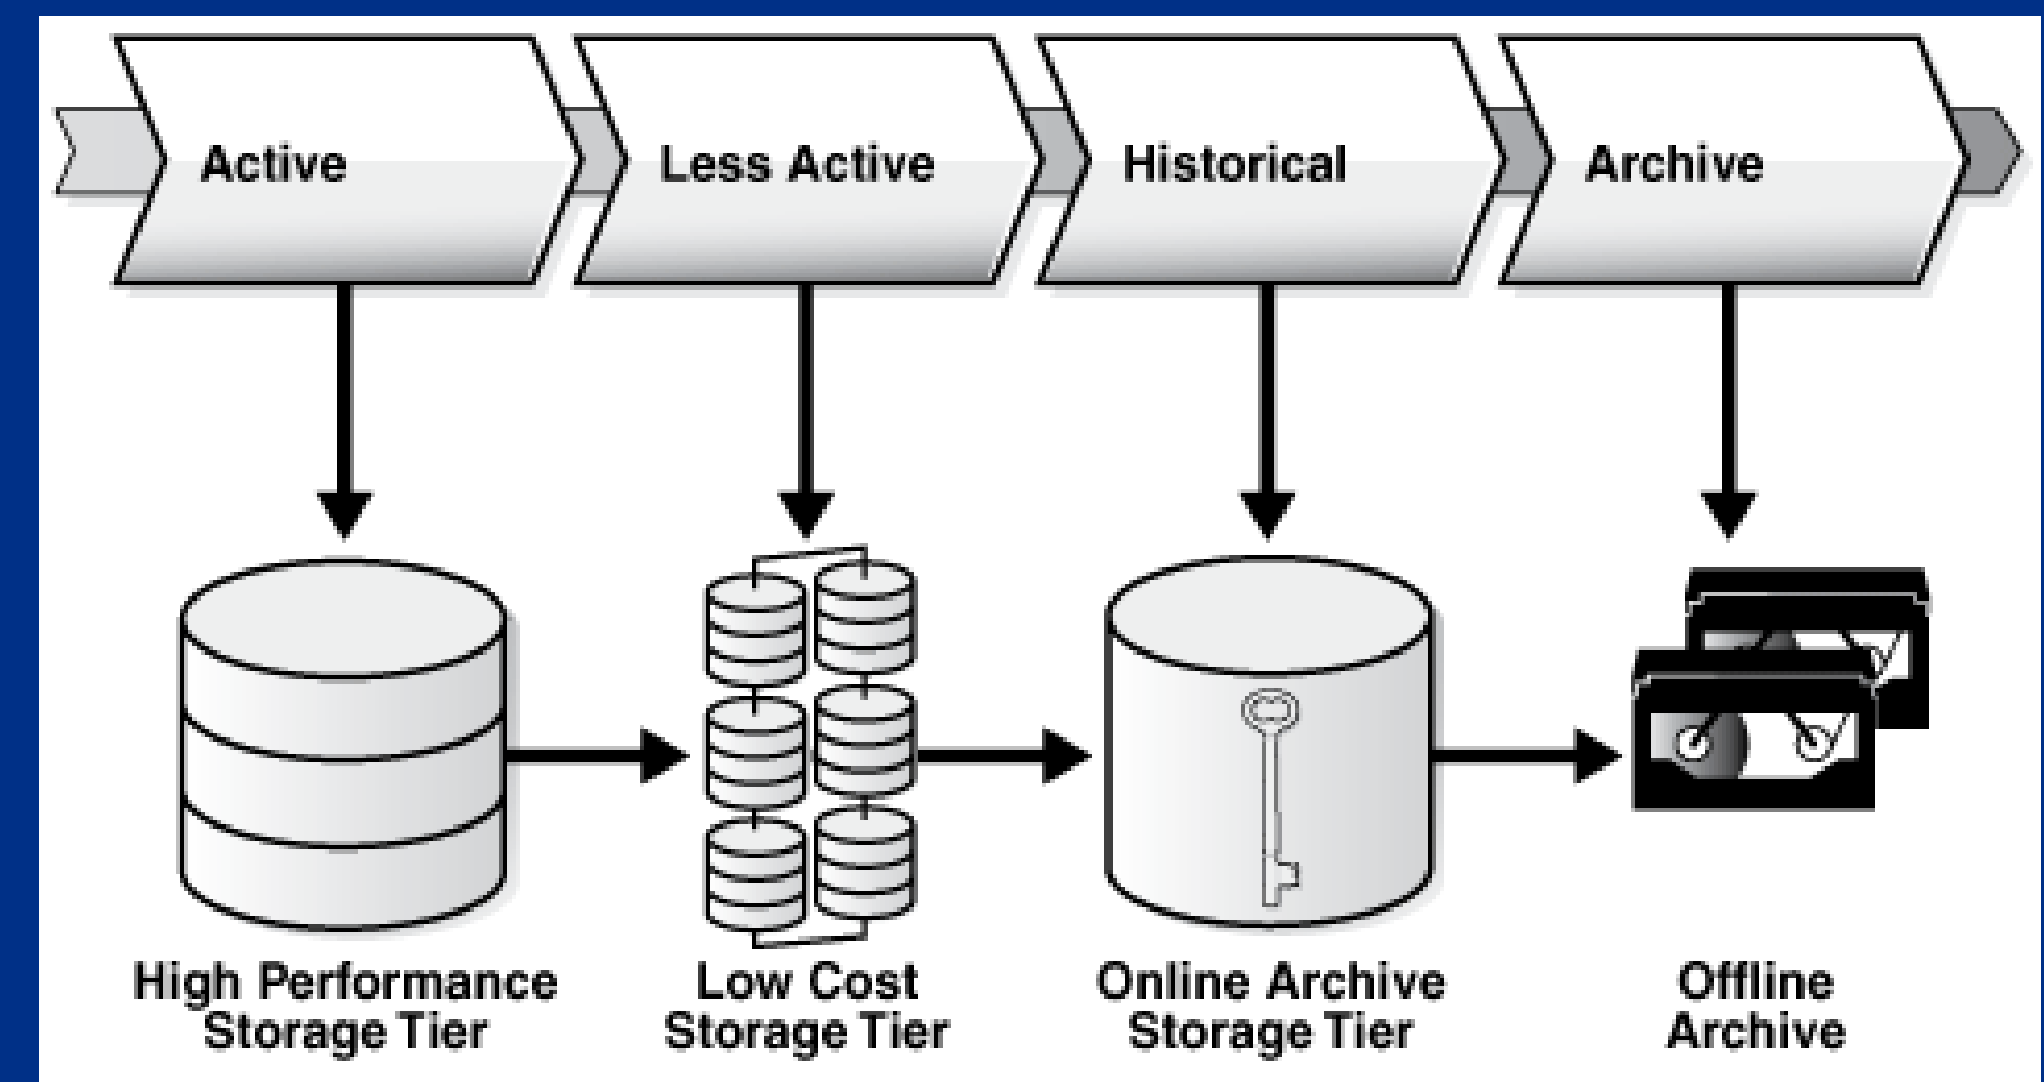 Active
Less Active
Historical
Archive
High Performance
Storage Tier
Low Cost
Storage Tier
Online Archive
Storage Tier
Offline
Archive